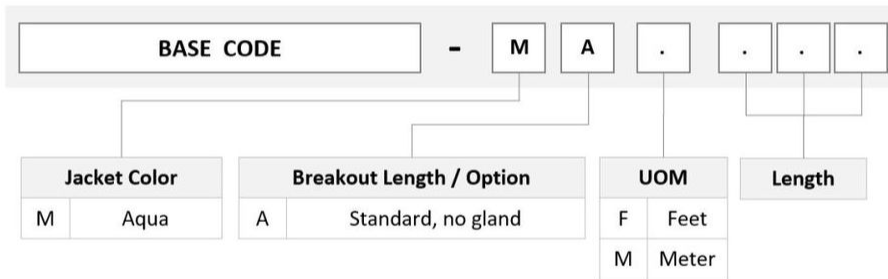 BASE CODE - M A . . . .
Jacket Color Breakout Length / Option UOM Length
M Aqua A Standard, no gland F Feet
M Meter